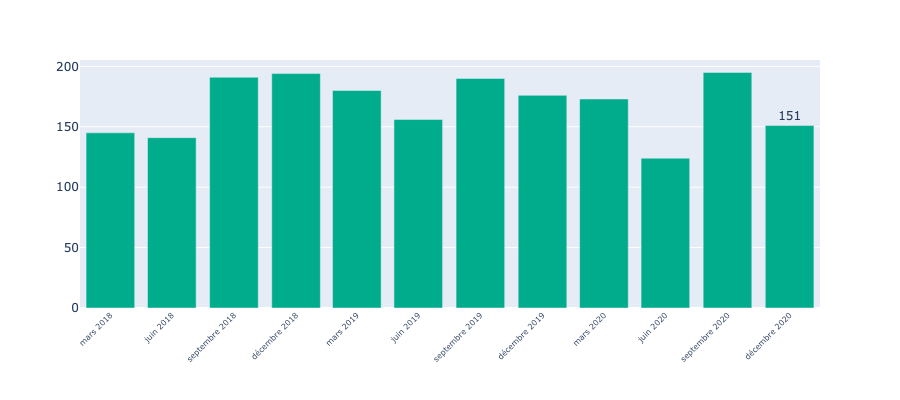 200
150
100
50
0
151
mars 2018
juin 2018
septembre 2018
décembre 2018
mars 2019
juin 2019
septembre 2019
décembre 2019
mars 2020
juin 2020
septembre 2020
décembre 2020